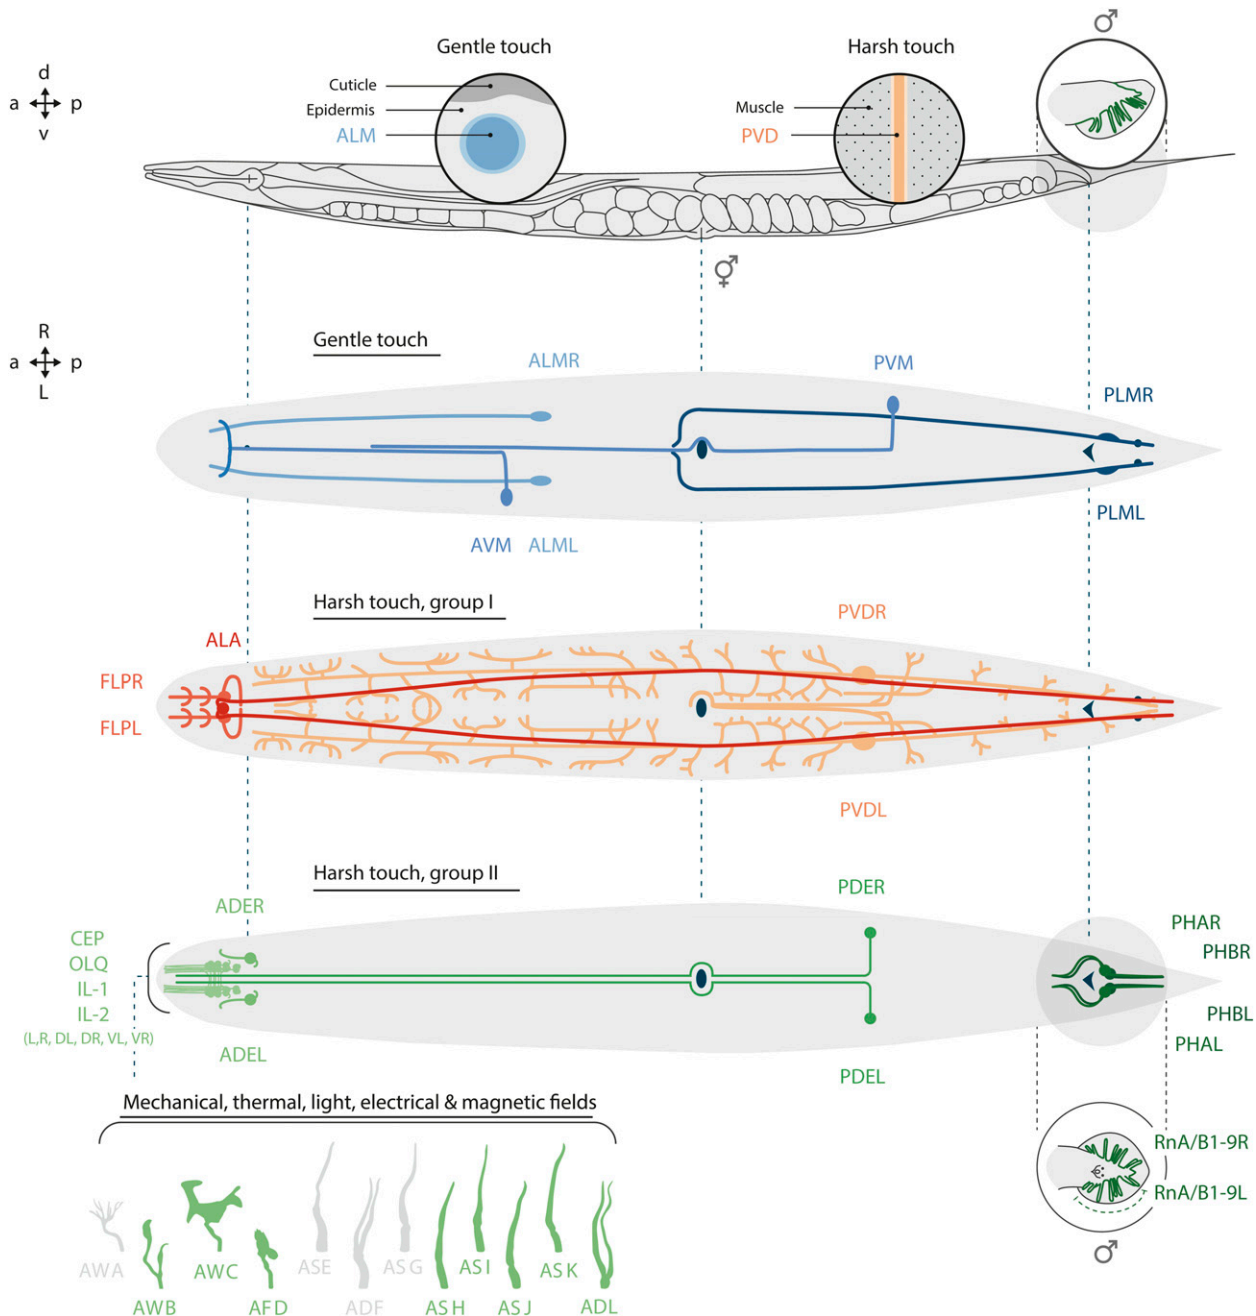 Gentle touch
Harsh touch
♂
d
a p
v
Cuticle
Epidermis
ALM
Muscle
PVD
⚥
R
a p
L
Gentle touch
ALMR
PVM
PLMR
AVM
ALML
PLML
Harsh touch, group I
PVDR
ALA
FLPR
FLPL
PVDL
Harsh touch, group II
PDER
ADER
PHAR
CEP
PHBR
OLQ
IL-1
IL-2
PHBL
(L,R, DL, DR, VL, VR)
PHAL
ADEL
PDEL
Mechanical, thermal, light, electrical & magnetic fields
RnA/B1-9R
RnA/B1-9L
♂
AWA
AWC
ASE
ASG
ASI
ASK
AWB
AFD
ADF
ASH
ASJ
ADL